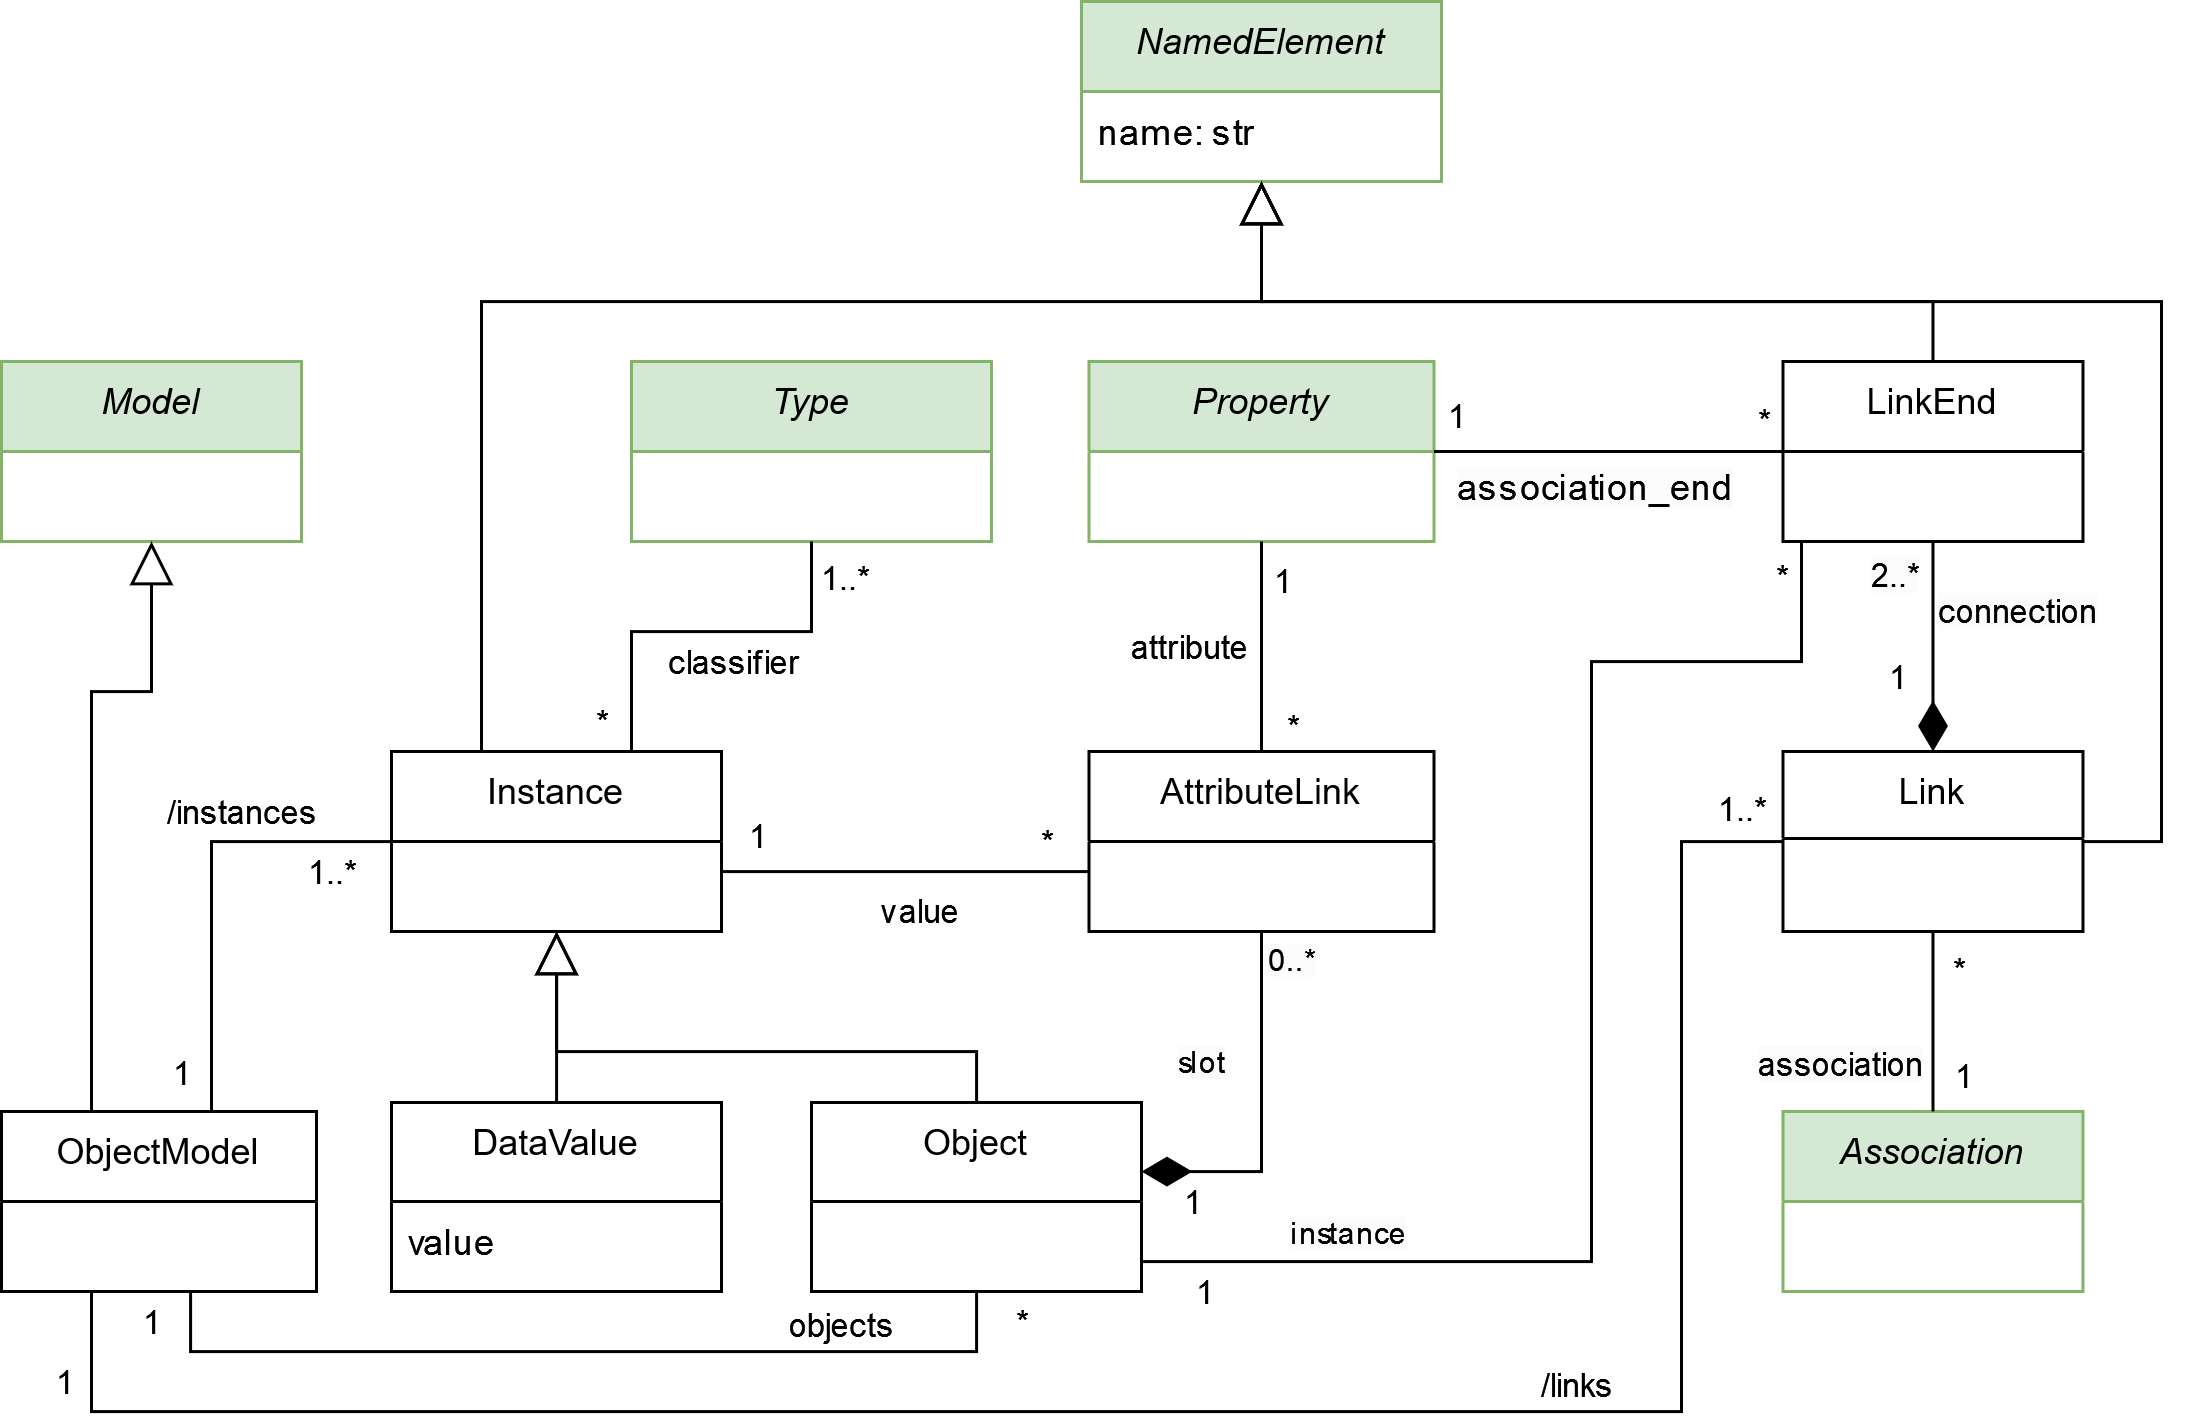 NamedElement
name: str
Model
Type
Property
1
*
LinkEnd
association_end
1..*
1
*
2..*
connection
attribute
classifier
1
*
*
Instance
AttributeLink
Link
/instances
1
*
1..*
1..*
value
0..*
*
slot
association
1
1
ObjectModel
DataValue
Object
Association
1
value
instance
1
1
objects
*
1
/links